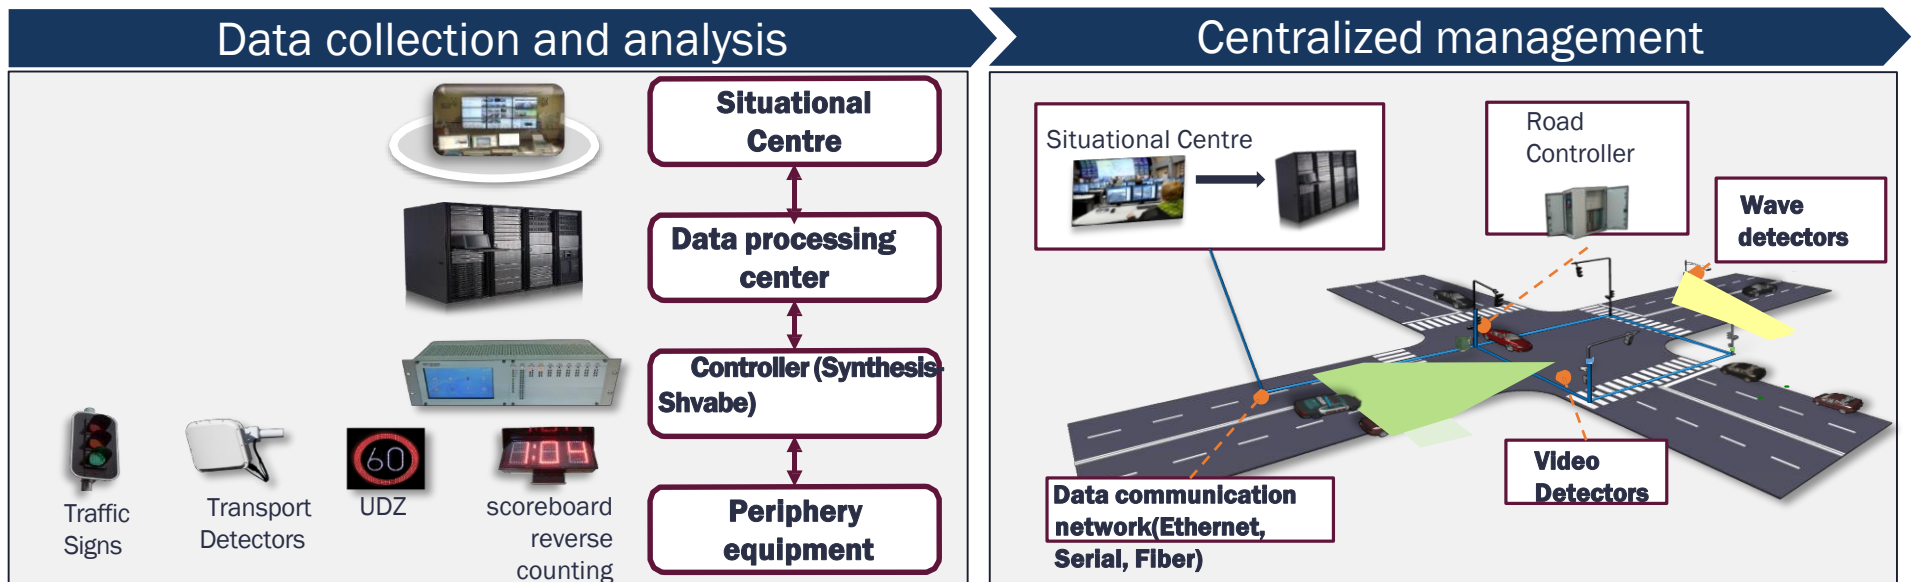 Data collection and analysis
Centralized management
Situational
Centre
Data processing
center
Controller (Synthesis-
Shvabe)
Periphery
equipment
Traffic
Signs
Transport
Detectors
60
UDZ
1:04
scoreboard
reverse
counting
Situational Centre
Road
Controller
Wave
detectors
Video
Detectors
Data communication
network(Ethernet,
Serial, Fiber)